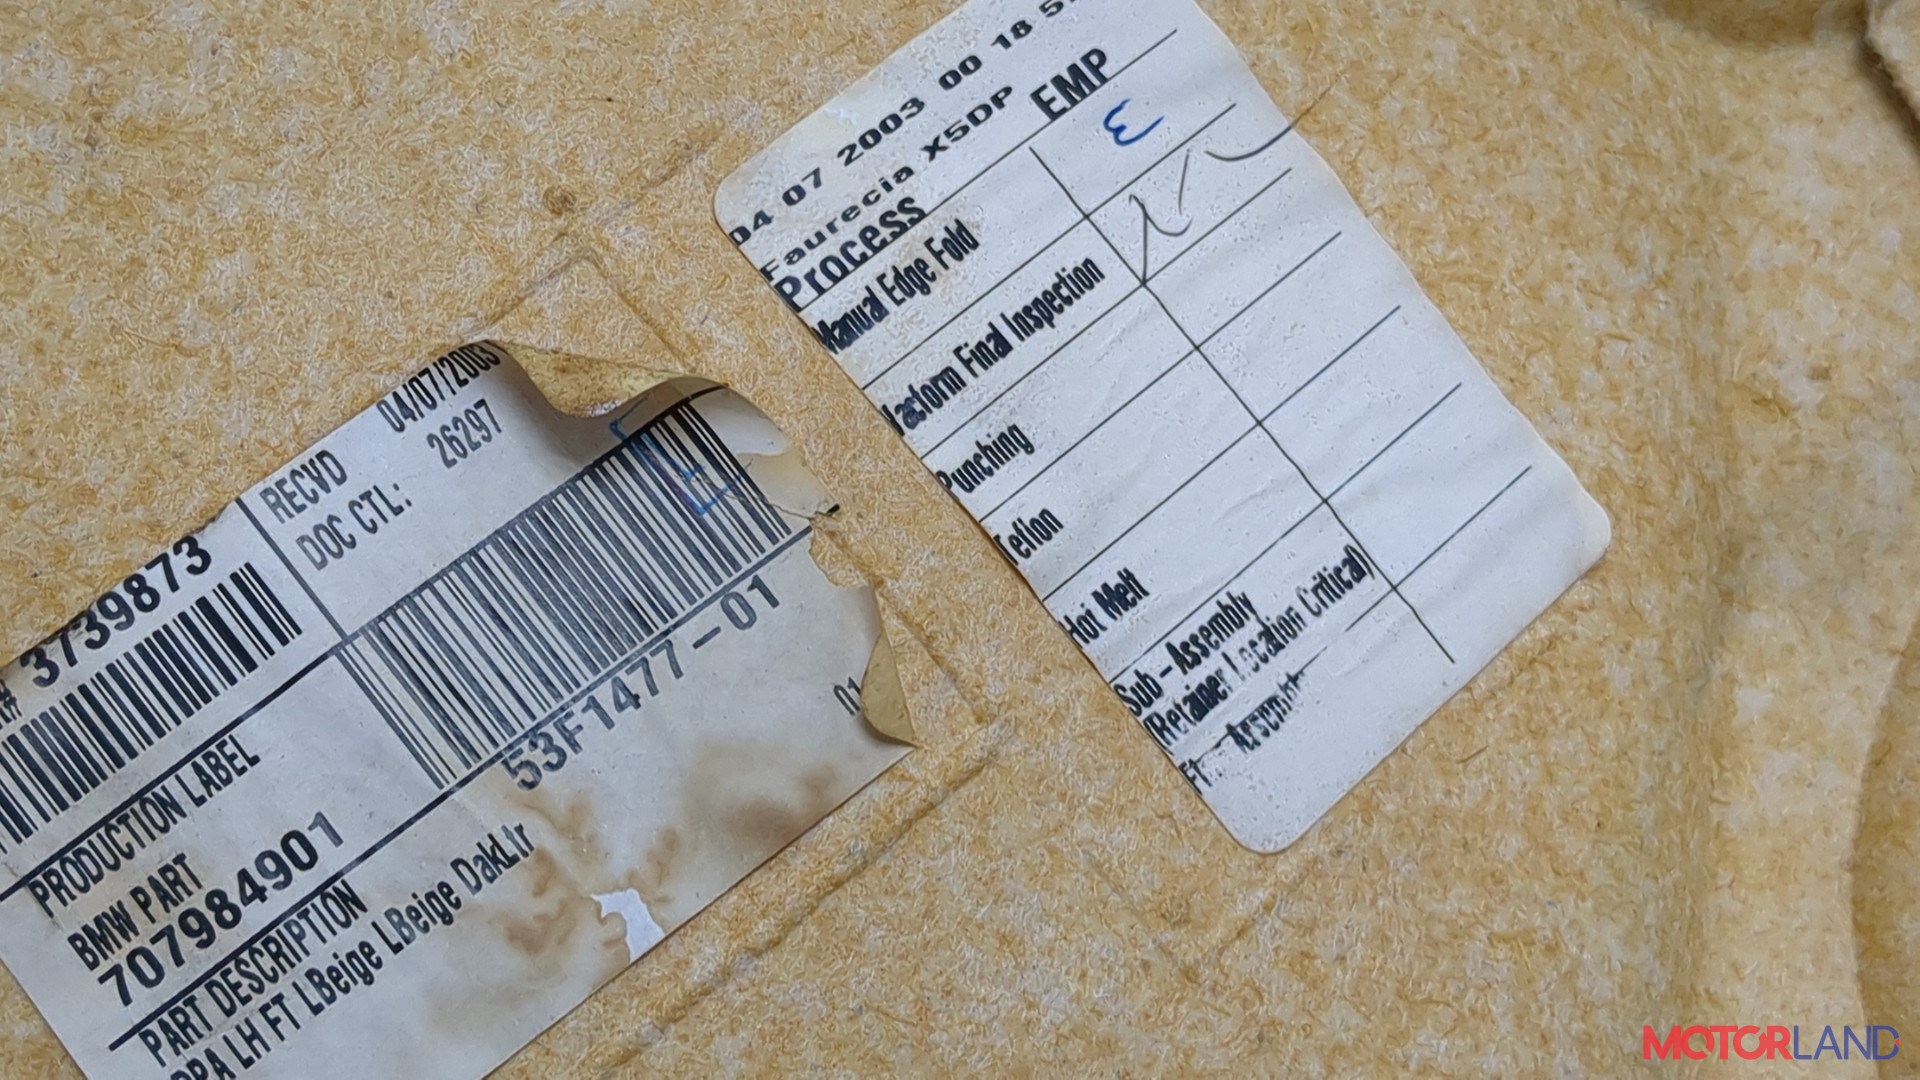 # 3739873
RECVD
04/07/2003
DOC CTL:
26297
PRODUCTION LABEL
53F1477-01
01
BMW PART
707984901
PART DESCRIPTION
LH FT LBeige LBeige DakLtr
04 07 2003 00 18
Faurecia X5DP
Process
EMP
Manual Edge Fold
3
Final Inspection
Punching
Teflon
Hot Melt
Sub-Assembly
(Retainer Location Critical)
MOTORLAND